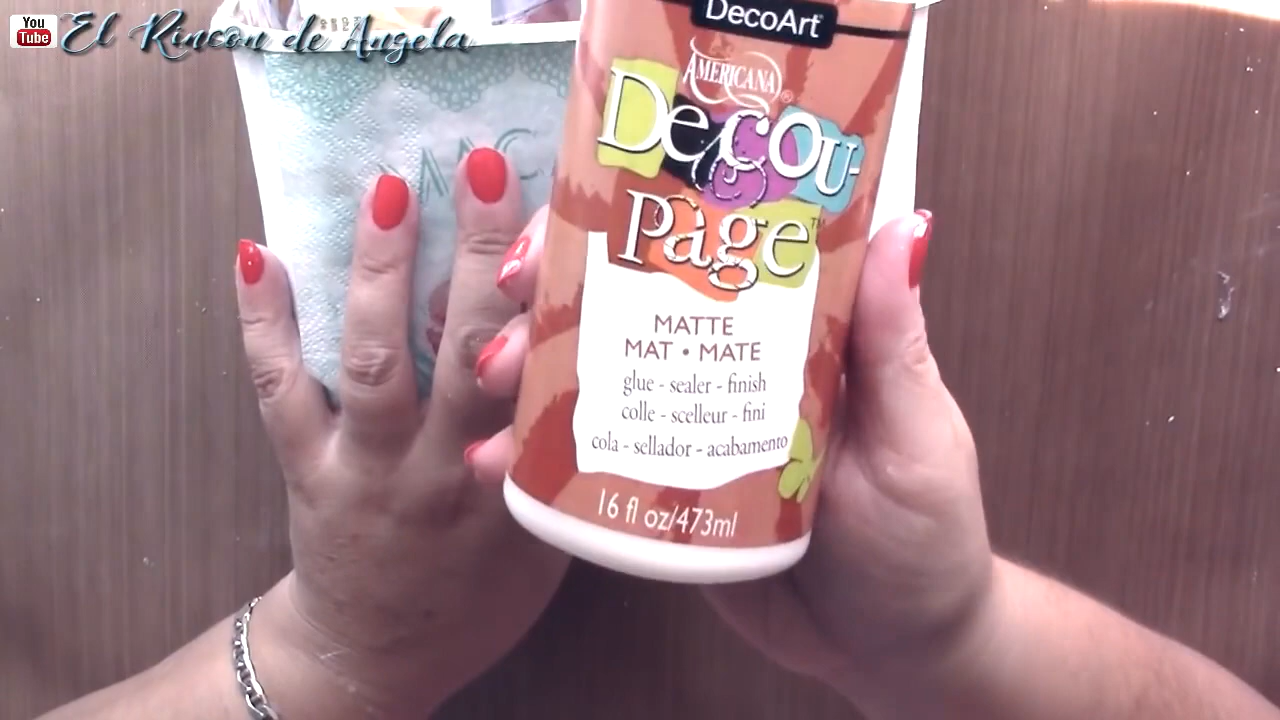 You
Tube
El Rincon de Angela
DecoArt
AMERICANA®
Decou-
page™
MATTE
MAT • MATE
glue - sealer - finish
colle - scelleur - fini
cola - sellador - acabamento
16 fl oz/473ml